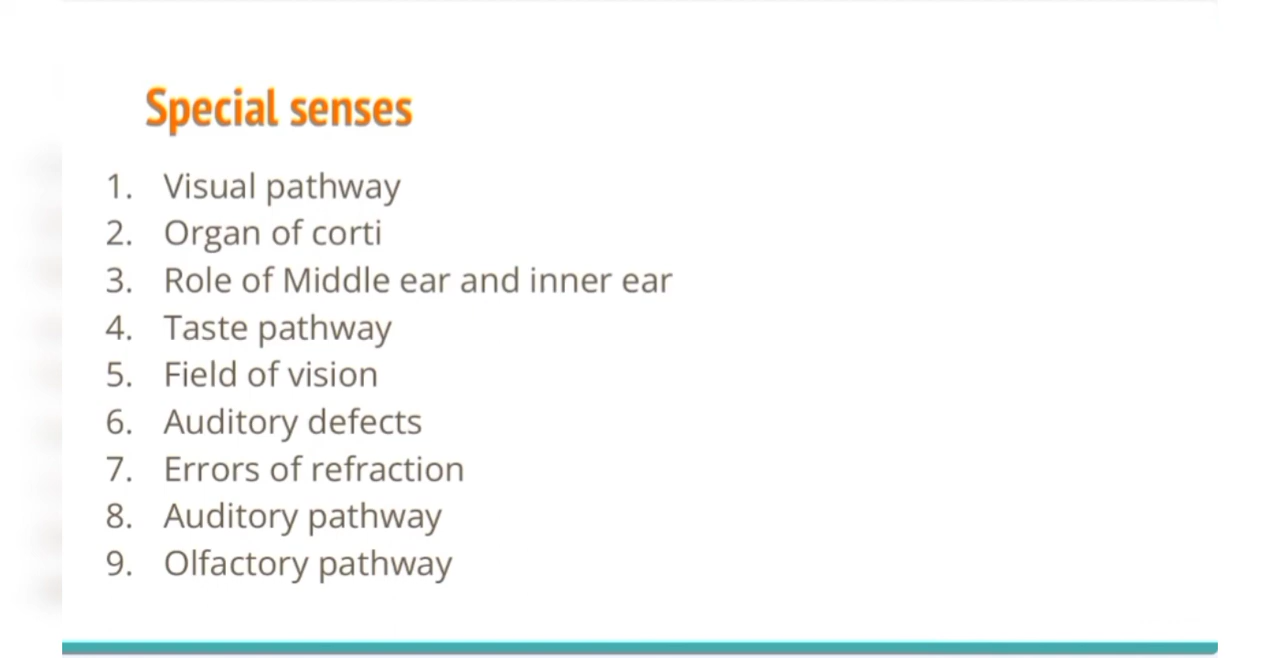 Special senses
1. Visual pathway
2. Organ of corti
3. Role of Middle ear and inner ear
4. Taste pathway
5. Field of vision
6. Auditory defects
7. Errors of refraction
8. Auditory pathway
9. Olfactory pathway